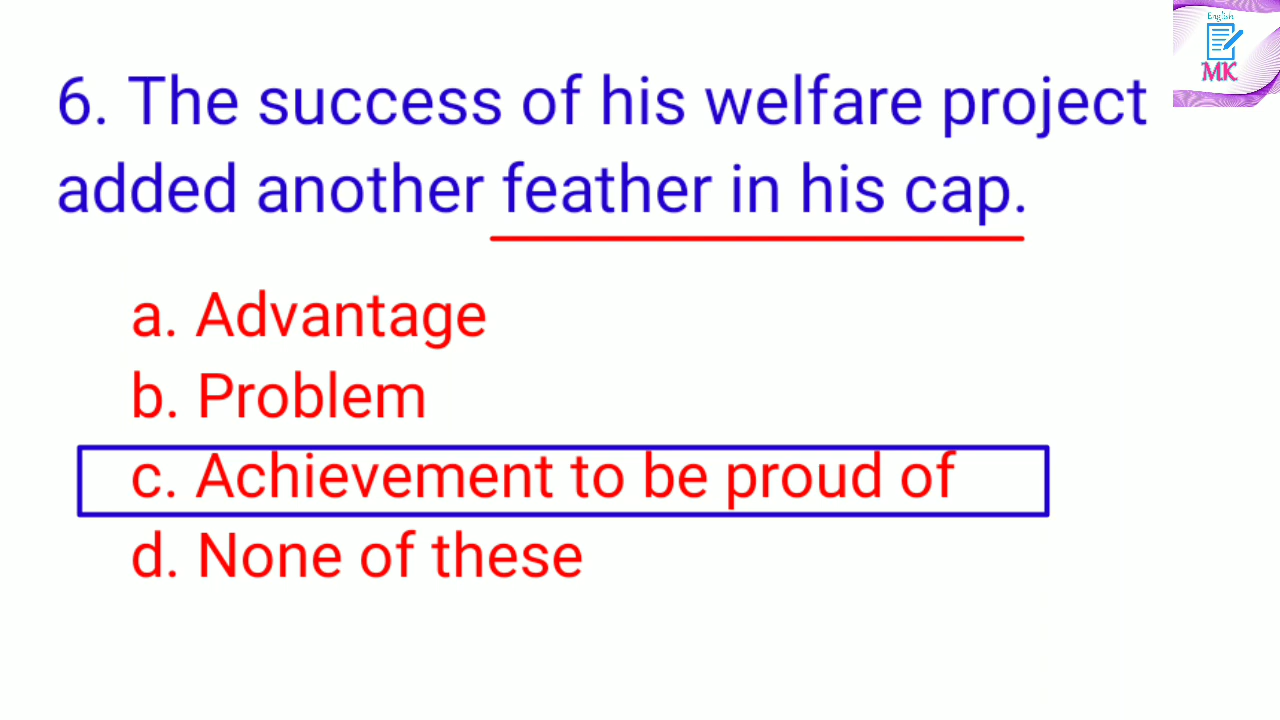 English
MK
6. The success of his welfare project
added another feather in his cap.
a. Advantage
b. Problem
c. Achievement to be proud of
d. None of these